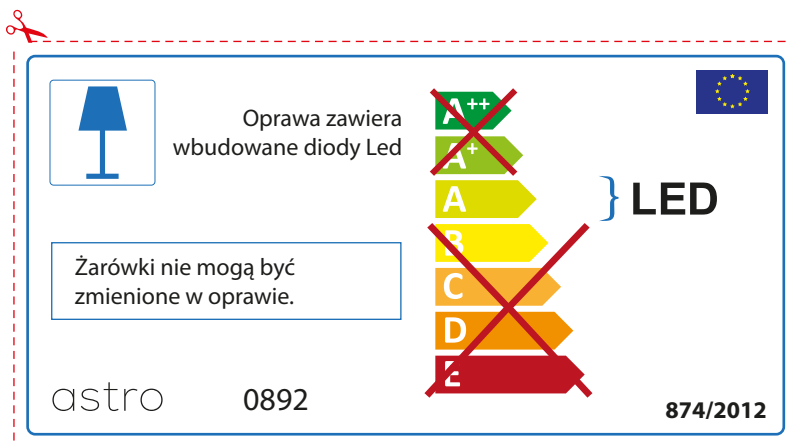 Oprawa zawiera
wbudowane diody Led
A++
A+
A
B
C
D
E
LED
Żarówki nie mogą być
zmienione w oprawie.
astro
0892
874/2012